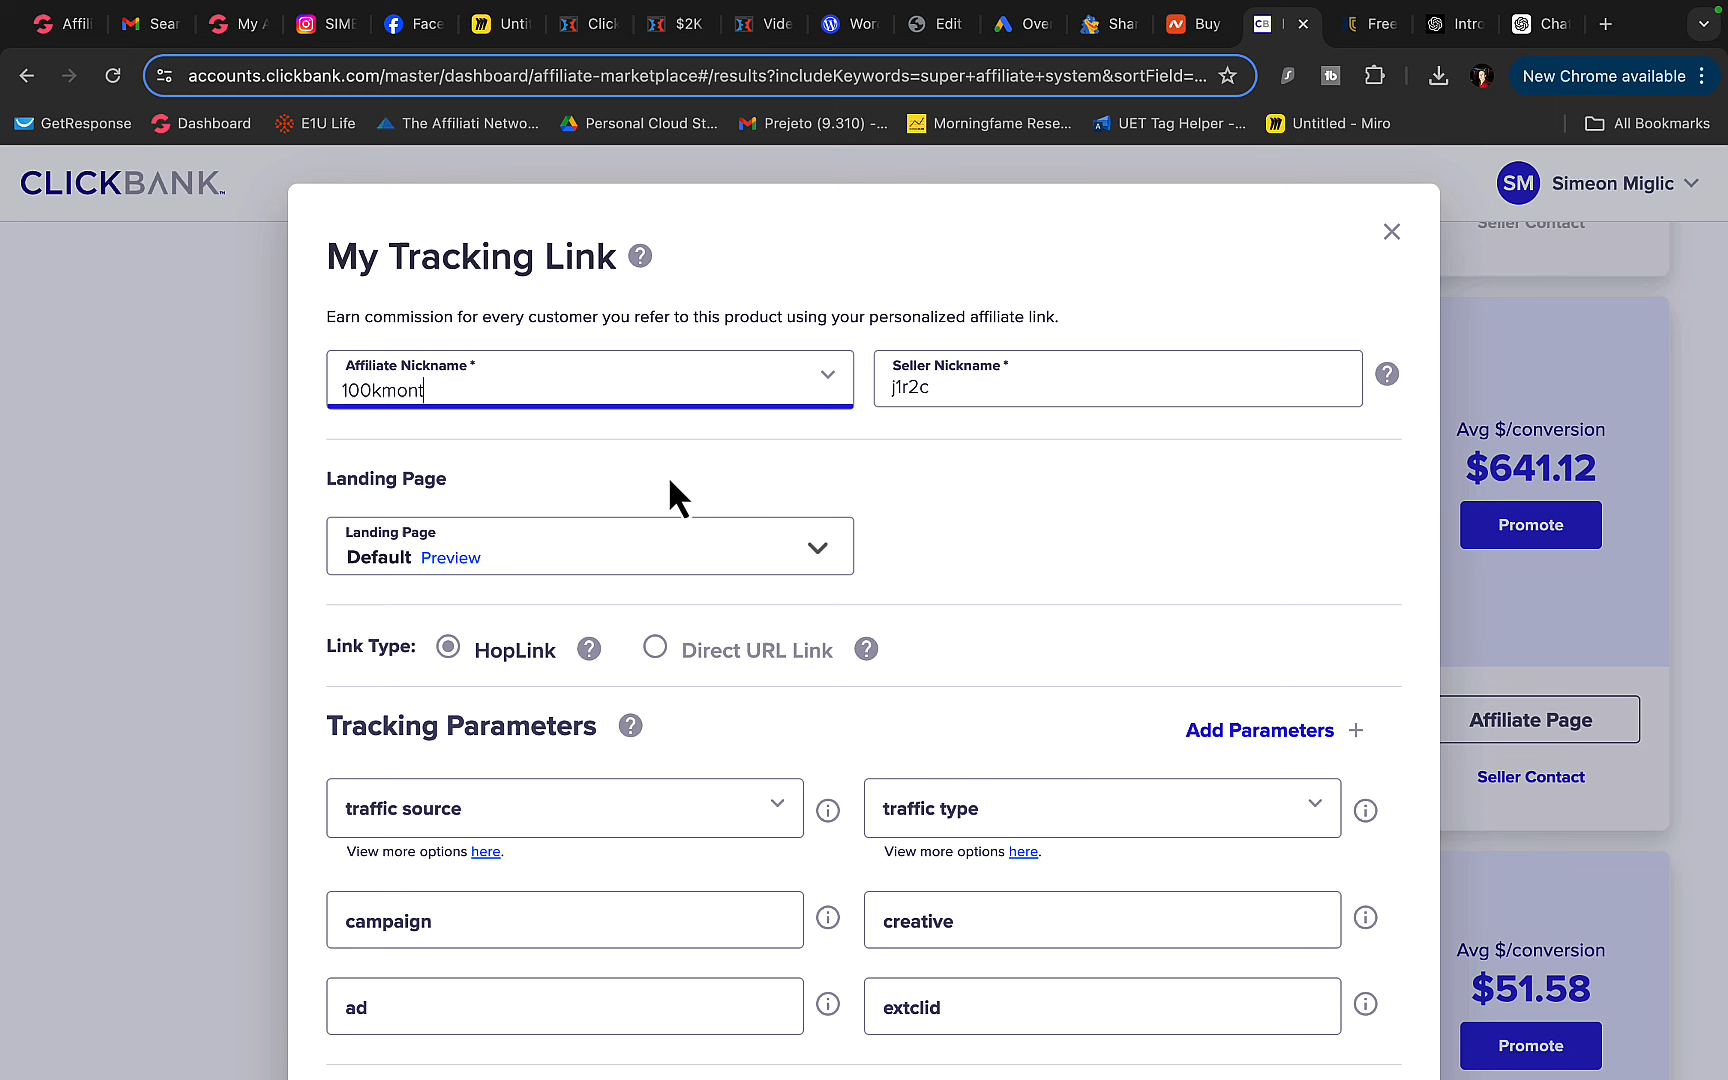 Affili
Sear
My A
SIME
Face
Unti
Click
$2K
Vide
Wor
Edit
Over
Shar
Buy
Free
Intro
Chat
accounts.clickbank.com/master/dashboard/affiliate-marketplace#/results?includeKeywords=super+affiliate+system&sortField=...
New Chrome available
GetResponse
Dashboard
E1U Life
The Affiliati Netwo...
Personal Cloud St...
Prejeto (9.310) -...
Morningfame Rese...
UET Tag Helper -...
Untitled - Miro
All Bookmarks
CLICKBANK
SM
Simeon Miglic
Seller Contact
My Tracking Link
Earn commission for every customer you refer to this product using your personalized affiliate link.
Affiliate Nickname *
100kmont
Seller Nickname *
j1r2c
Landing Page
Landing Page
Default Preview
Link Type:
HopLink
Direct URL Link
Tracking Parameters
Add Parameters +
traffic source
traffic type
View more options here.
View more options here.
campaign
creative
ad
extclid
Avg $/conversion
$641.12
Promote
Affiliate Page
Seller Contact
Avg $/conversion
$51.58
Promote